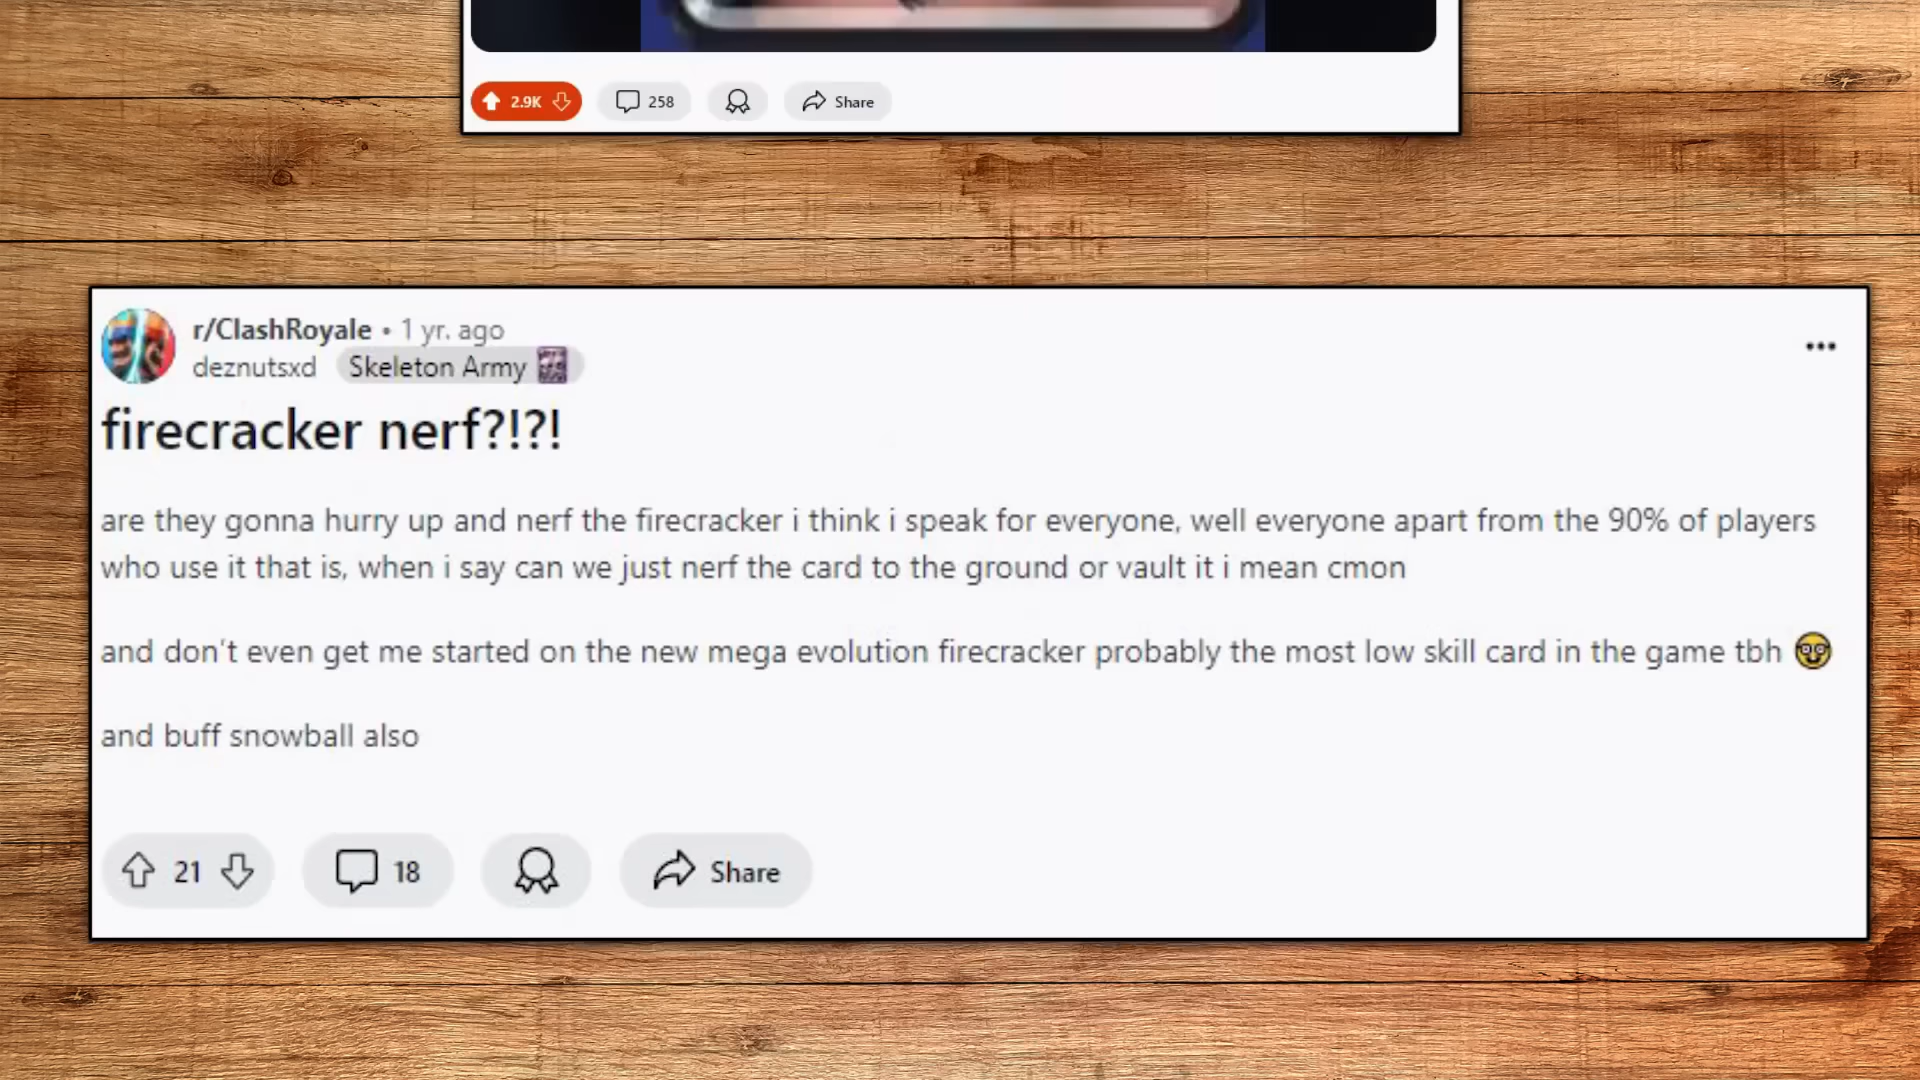 2.9K 258 Share
r/ClashRoyale • 1 yr. ago
deznutsxd Skeleton Army
firecracker nerf?!?!
are they gonna hurry up and nerf the firecracker i think i speak for everyone, well everyone apart from the 90% of players
who use it that is, when i say can we just nerf the card to the ground or vault it i mean cmon
and don't even get me started on the new mega evolution firecracker probably the most low skill card in the game tbh 🥸
and buff snowball also
21 18 Share